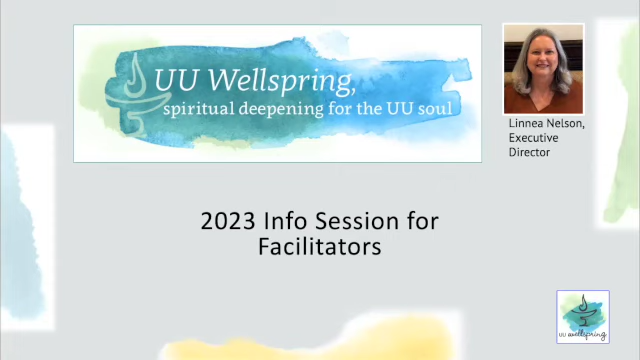 UU Wellspring,
spiritual deepening for the UU soul
Linnea Nelson,
Executive
Director
2023 Info Session for
Facilitators
UU wellspring